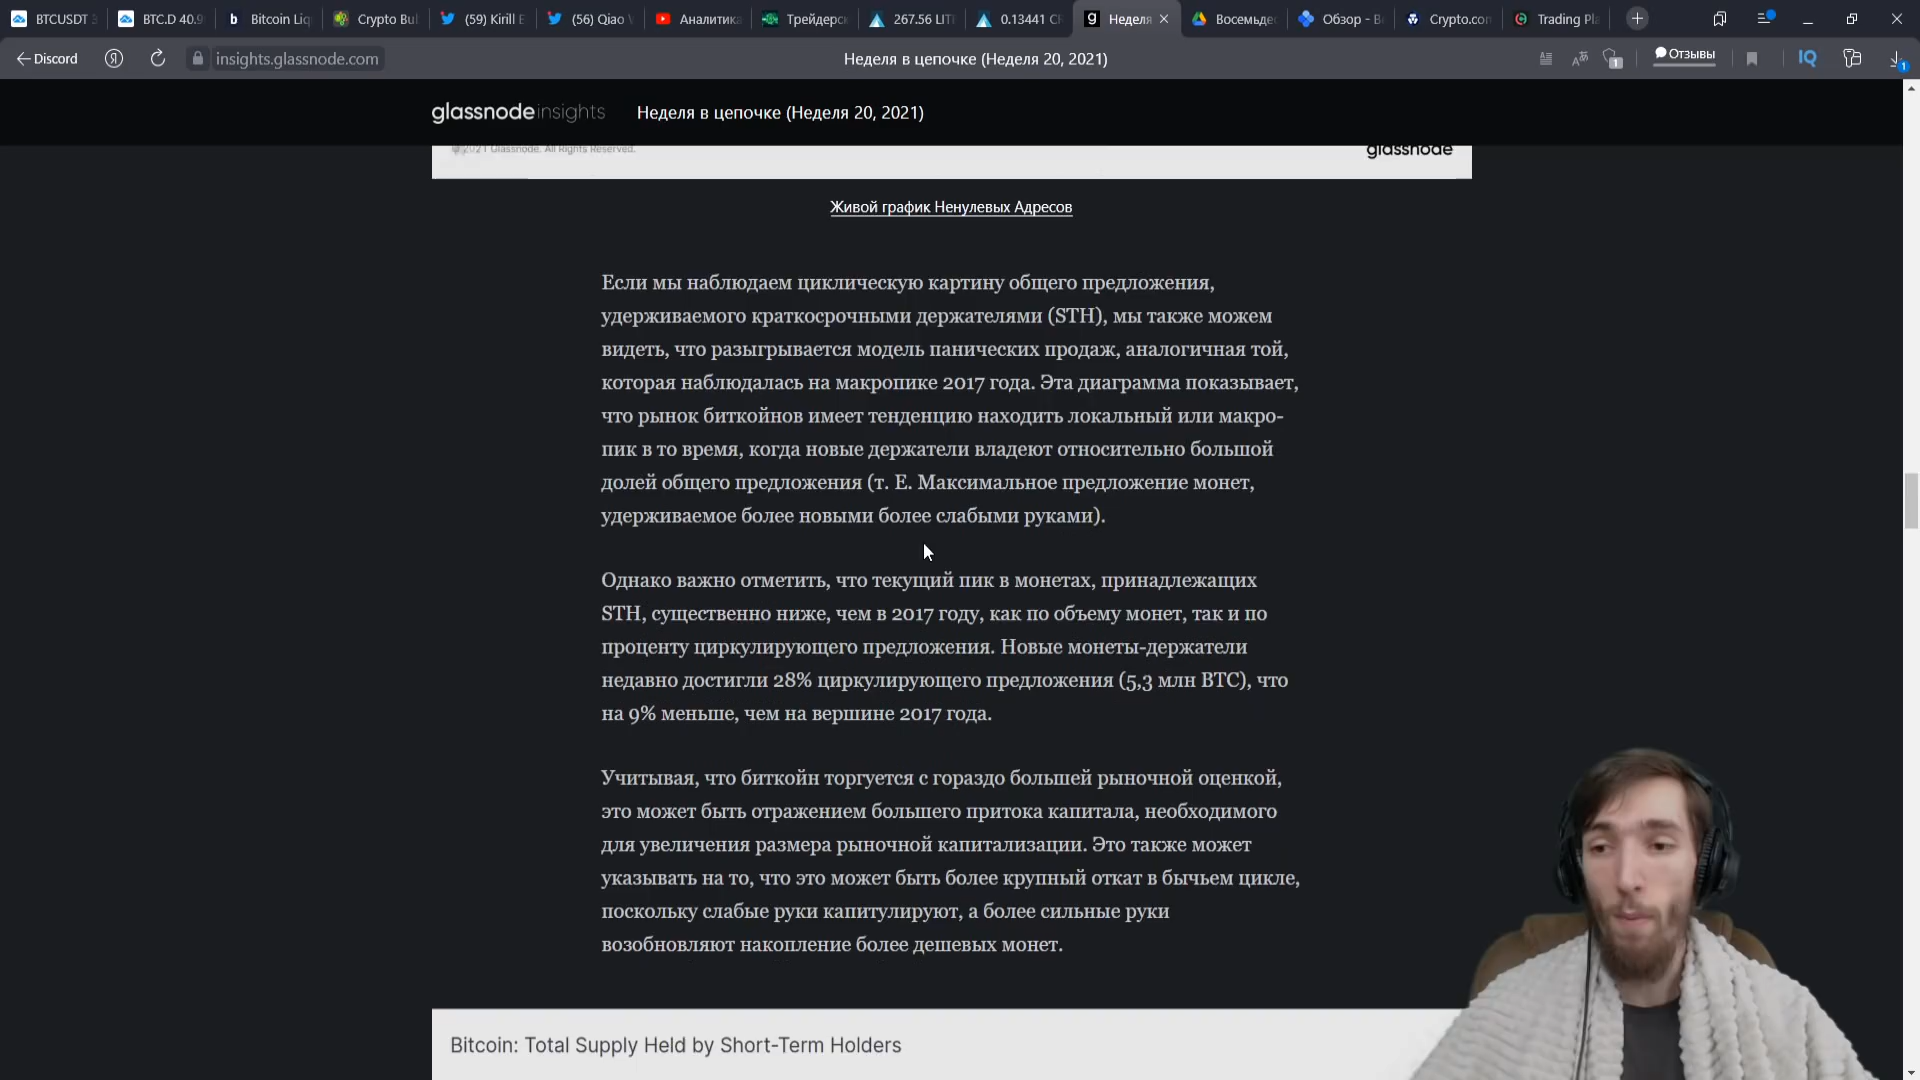 BTCUSDT
BTC.D 40.9
Bitcoin Liq
Crypto Bul
(59) Kirill
(56) Qiao
Аналитика
Трейдерс
267.56 LIT
0.13441
Неделя
Восемьде
Обзор -
Crypto.con
Trading Pla
Discord
insights.glassnode.com
Неделя в цепочке (Неделя 20, 2021)
1
Отзывы
IQ
1
glassnode insights
Неделя в цепочке (Неделя 20, 2021)
2021 Glassnode. All Rights Reserved.
glassnode
Живой график Ненулевых Адресов
Если мы наблюдаем циклическую картину общего предложения,
удерживаемого краткосрочными держателями (STH), мы также можем
видеть, что разыгрывается модель панических продаж, аналогичная той,
которая наблюдалась на макропике 2017 года. Эта диаграмма показывает,
что рынок биткойнов имеет тенденцию находить локальный или макро-
пик в то время, когда новые держатели владеют относительно большой
долей общего предложения (т. Е. Максимальное предложение монет,
удерживаемое более новыми более слабыми руками).
Однако важно отметить, что текущий пик в монетах, принадлежащих
STH, существенно ниже, чем в 2017 году, как по объему монет, так и по
проценту циркулирующего предложения. Новые монеты-держатели
недавно достигли 28% циркулирующего предложения (5,3 млн BTC), что
на 9% меньше, чем на вершине 2017 года.
Учитывая, что биткойн торгуется с гораздо большей рыночной оценкой,
это может быть отражением большего притока капитала, необходимого
для увеличения размера рыночной капитализации. Это также может
указывать на то, что это может быть более крупный откат в бычьем цикле,
поскольку слабые руки капитулируют, а более сильные руки
возобновляют накопление более дешевых монет.
Bitcoin: Total Supply Held by Short-Term Holders